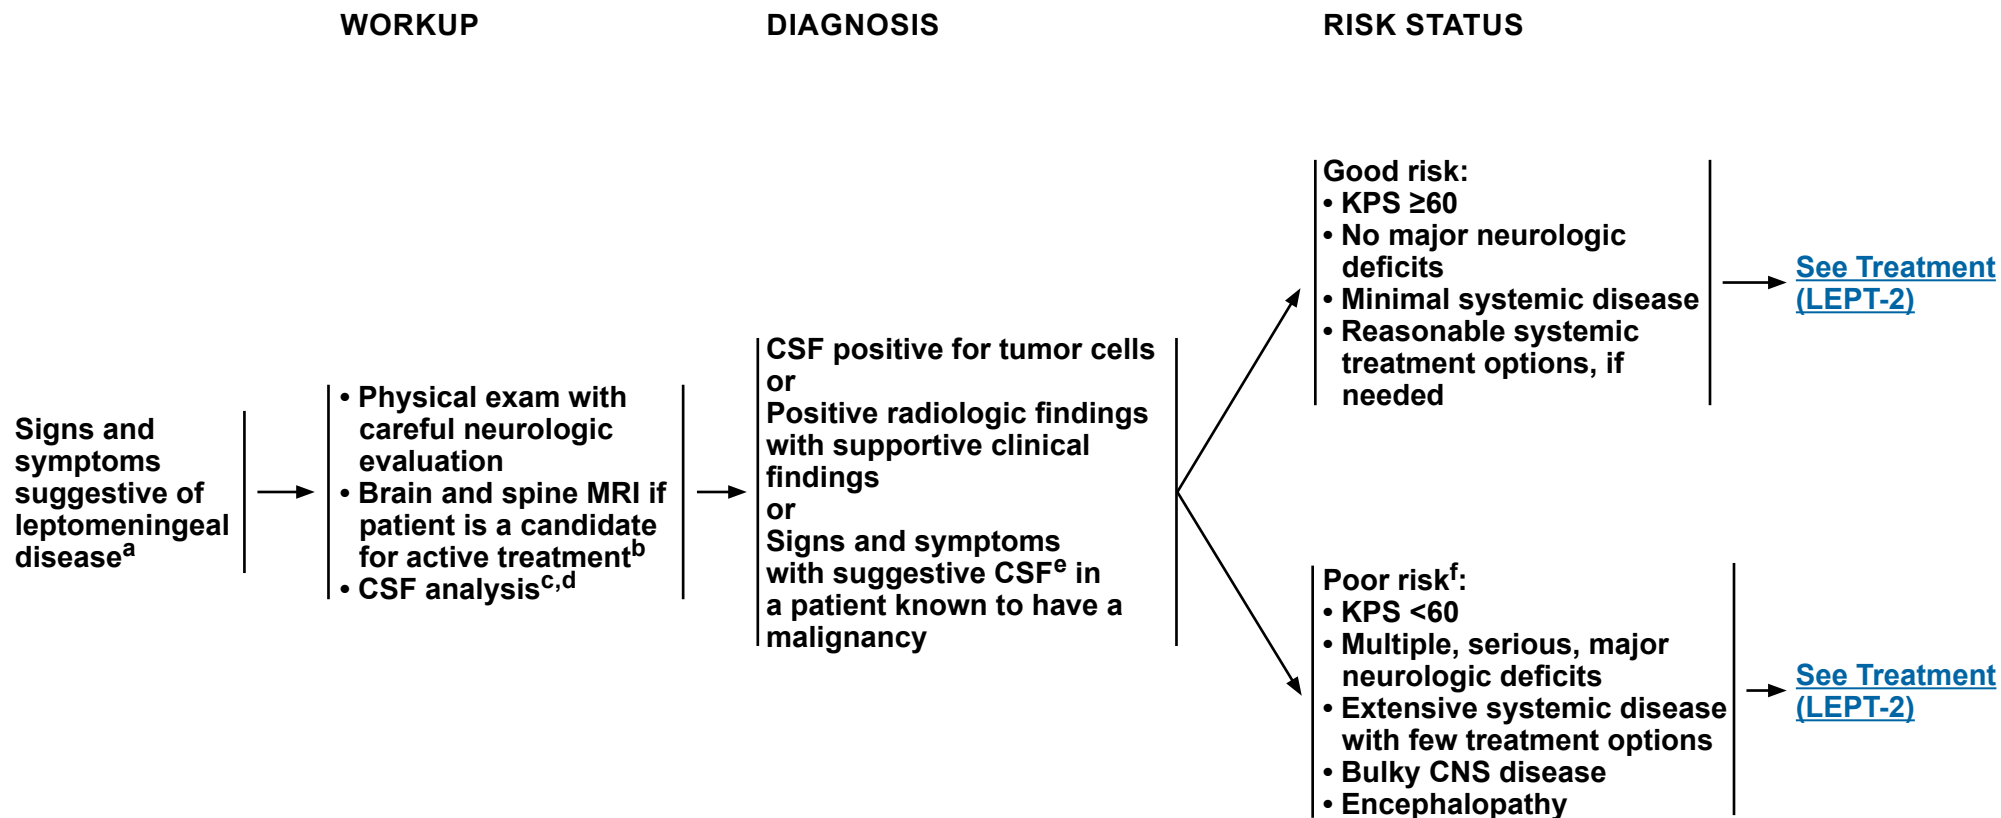 WORKUP
DIAGNOSIS
RISK STATUS
Signs and
symptoms
suggestive of
leptomeningeal
diseaseᵃ
• Physical exam with
careful neurologic
evaluation
• Brain and spine MRI if
patient is a candidate
for active treatmentᵇ
• CSF analysisᶜ,ᵈ
CSF positive for tumor cells
or
Positive radiologic findings
with supportive clinical
findings
or
Signs and symptoms
with suggestive CSFᵉ in
a patient known to have a
malignancy
Good risk:
• KPS ≥60
• No major neurologic
deficits
• Minimal systemic disease
• Reasonable systemic
treatment options, if
needed
See Treatment
(LEPT-2)
Poor riskᶠ:
• KPS <60
• Multiple, serious, major
neurologic deficits
• Extensive systemic disease
with few treatment options
• Bulky CNS disease
• Encephalopathy
See Treatment
(LEPT-2)